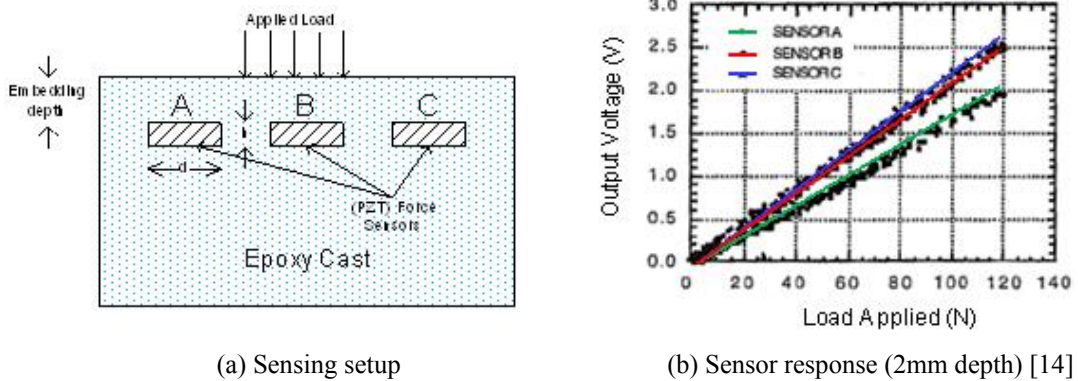 Applied Load
Embedding
depth
A
B
C
t
d
(PZT) Force
Sensors
Epoxy Cast
(a) Sensing setup
Output Voltage (V)
3.0
2.5
2.0
1.5
1.0
0.5
0.0
SENSOR A
SENSOR B
SENSOR C
0 20 40 60 80 100 120 140
Load Applied (N)
(b) Sensor response (2mm depth) [14]